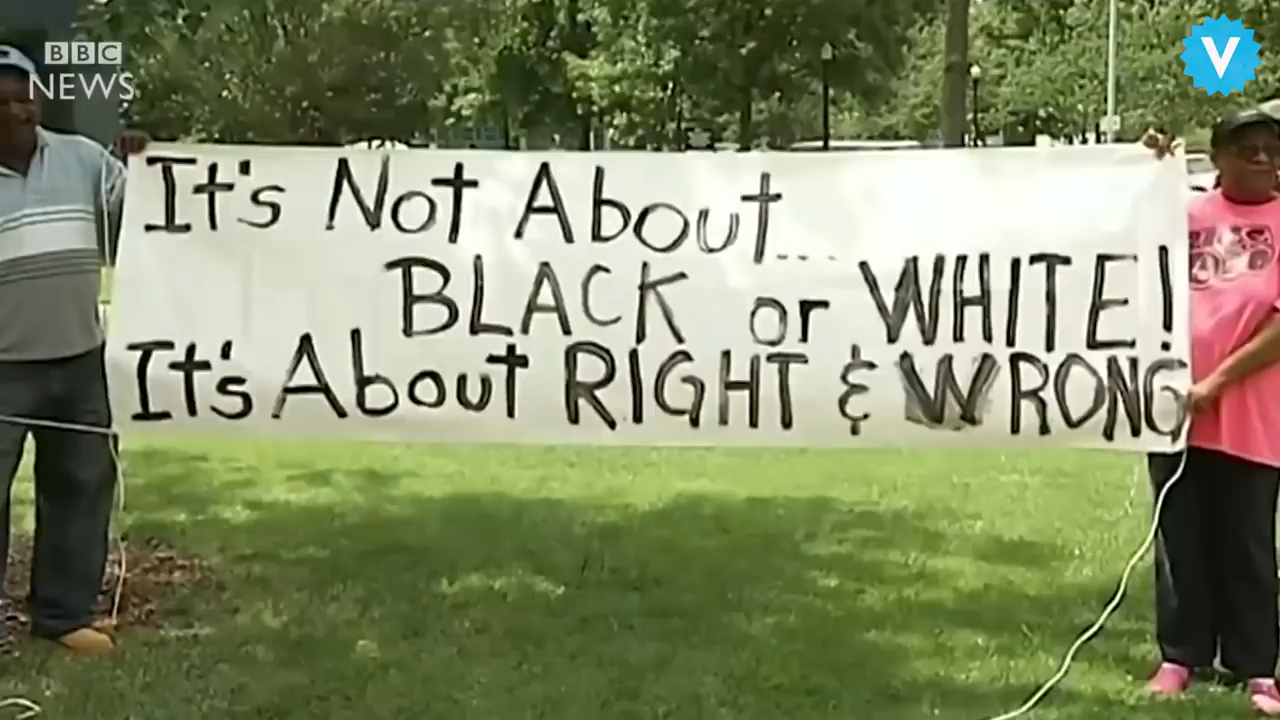 BBC
NEWS
V
It's Not About...
BLACK or WHITE!
It's About RIGHT & WRONG